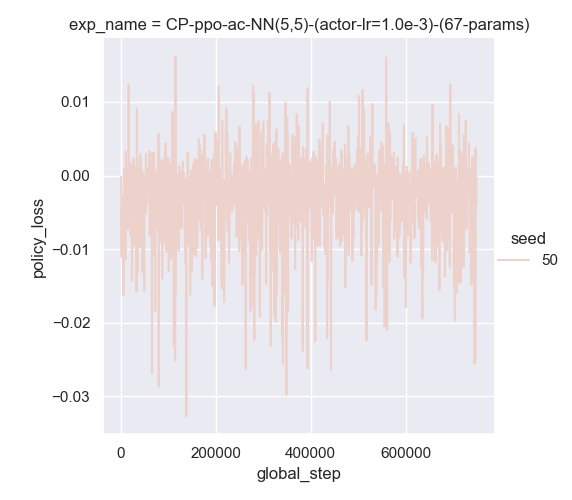 exp_name = CP-ppo-ac-NN(5,5)-(actor-lr=1.0e-3)-(67-params)
0.01
0.00
−0.01
−0.02
−0.03
policy_loss
0 200000 400000 600000
global_step
seed
50